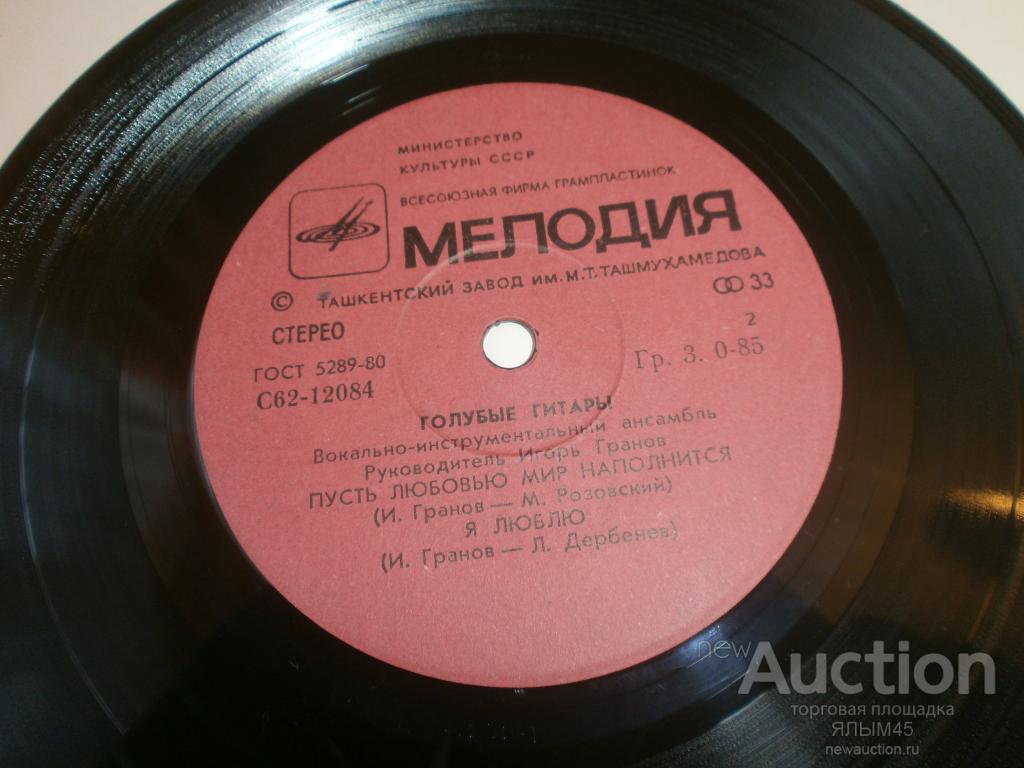 МИНИСТЕРСТВО
КУЛЬТУРЫ СССР
ВСЕСОЮЗНАЯ ФИРМА ГРАМПЛАСТИНОК
МЕЛОДИЯ
© ТАШКЕНТСКИЙ ЗАВОД ИМ. М.Т. ТАШМУХАМЕДОВА
СТЕРЕО
33
ГОСТ 5289-80
2
С62-12084
Гр. 3. 0-85
ГОЛУБЫЕ ГИТАРЫ
Вокально-инструментальный ансамбль
Руководитель Игорь Гранов
ПУСТЬ ЛЮБОВЬЮ МИР НАПОЛНИТСЯ
(И. Гранов — М. Розовский)
Я ЛЮБЛЮ
(И. Гранов — Л. Дербенев)
newAuction
торговая площадка
ЯЛЫМ45
newauction.ru